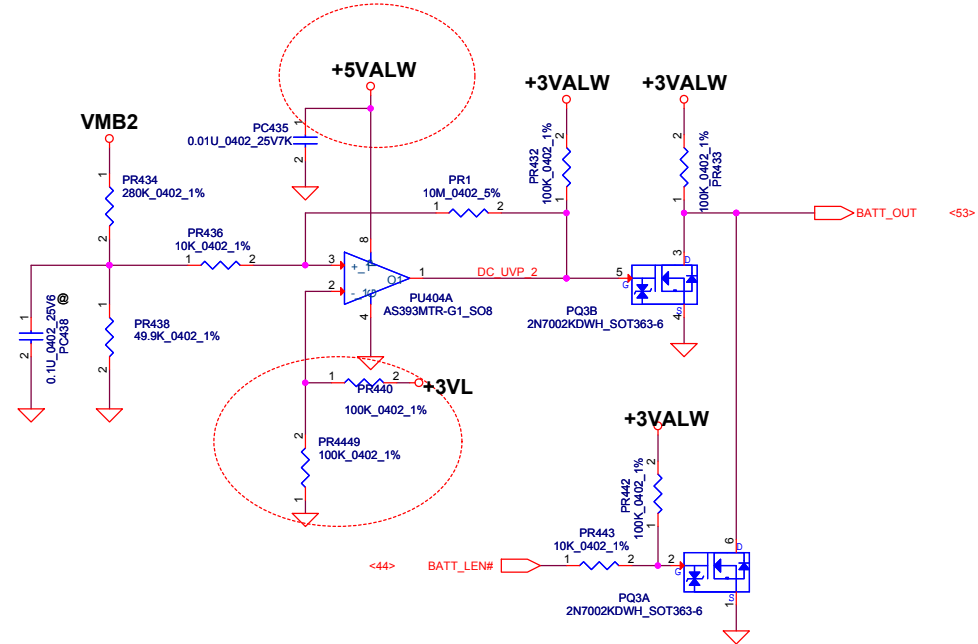 +5VALW
+3VALW
+3VALW
1
PC435
0.01U_0402_25V7K
2
VMB2
1
PR434
280K_0402_1%
2
2
PR432
100K_0402_1%
1
2
100K_0402_1%
PR433
1
PR1
10M_0402_5%
1
2
BATT_OUT
<53>
PR436
10K_0402_1%
1
2
8
3
+
2
-
O1
1
4
PU404A
AS393MTR-G1_SO8
DC_UVP_2
5
G
3
D
S
4
PQ3B
2N7002KDWH_SOT363-6
1
2
0.1U_0402_25V6
PC438
@
1
PR438
49.9K_0402_1%
2
1
2
+3VL
PR440
100K_0402_1%
2
PR4449
100K_0402_1%
1
+3VALW
2
PR442
100K_0402_1%
1
<44>
BATT_LEN#
PR443
10K_0402_1%
1
2
2
G
6
D
S
1
PQ3A
2N7002KDWH_SOT363-6